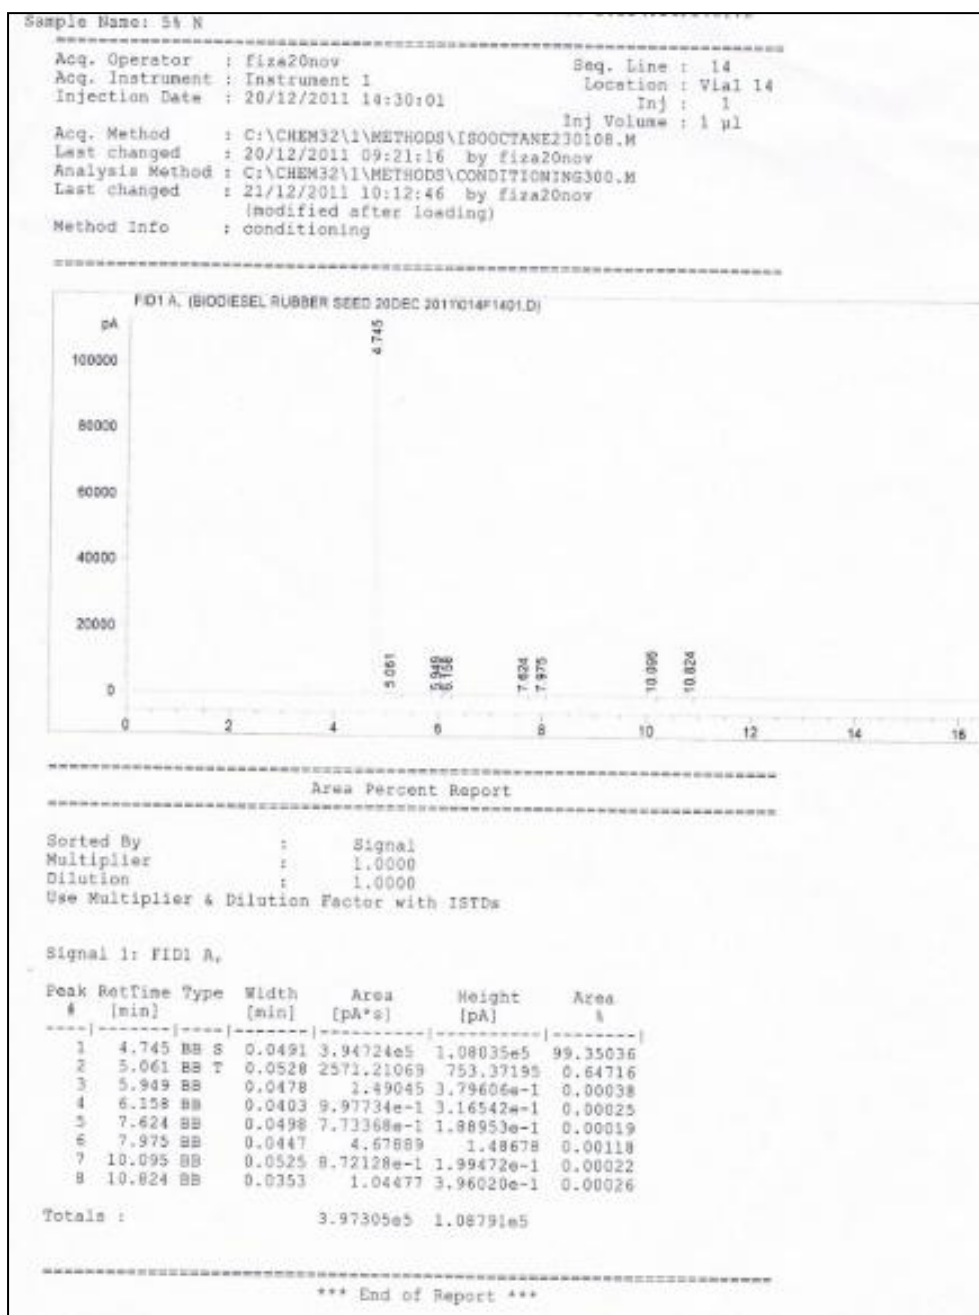 Sample Name: 5% N
==========================================================
Acq. Operator : fiza20nov Seq. Line : 14
Acq. Instrument : Instrument 1 Location : Vial 14
Injection Date : 20/12/2011 14:30:01 Inj : 1
Inj Volume : 1 µl
Acq. Method : C:\CHEM32\1\METHODS\ISOOCTANE230108.M
Last changed : 20/12/2011 09:21:16 by fiza20nov
Analysis Method : C:\CHEM32\1\METHODS\CONDITIONING300.M
Last changed : 21/12/2011 10:12:46 by fiza20nov
(modified after loading)
Method Info : conditioning
==========================================================
FID1 A, (BIODIESEL RUBBER SEED 20DEC 2011\014F1401.D)
pA
100000
80000
60000
40000
20000
0
4.745
5.061
5.949
6.158
7.624
7.975
10.095
10.824
0 2 4 6 8 10 12 14 16
==========================================================
Area Percent Report
==========================================================
Sorted By : Signal
Multiplier : 1.0000
Dilution : 1.0000
Use Multiplier & Dilution Factor with ISTDs
Signal 1: FID1 A,
Peak RetTime Type Width Area Height Area
# [min] [min] [pA*s] [pA] %
----|-------|----|-------|----------|----------|--------|
1 4.745 BB S 0.0491 3.94724e5 1.08035e5 99.35036
2 5.061 BB T 0.0528 2571.21069 753.37195 0.64716
3 5.949 BB 0.0478 1.49045 3.79606e-1 0.00038
4 6.158 BB 0.0403 9.97734e-1 3.16542e-1 0.00025
5 7.624 BB 0.0498 7.73368e-1 1.88953e-1 0.00019
6 7.975 BB 0.0447 4.67889 1.48678 0.00118
7 10.095 BB 0.0525 8.72128e-1 1.99472e-1 0.00022
8 10.824 BB 0.0353 1.04477 3.96020e-1 0.00026
Totals : 3.97305e5 1.08791e5
==========================================================
*** End of Report ***